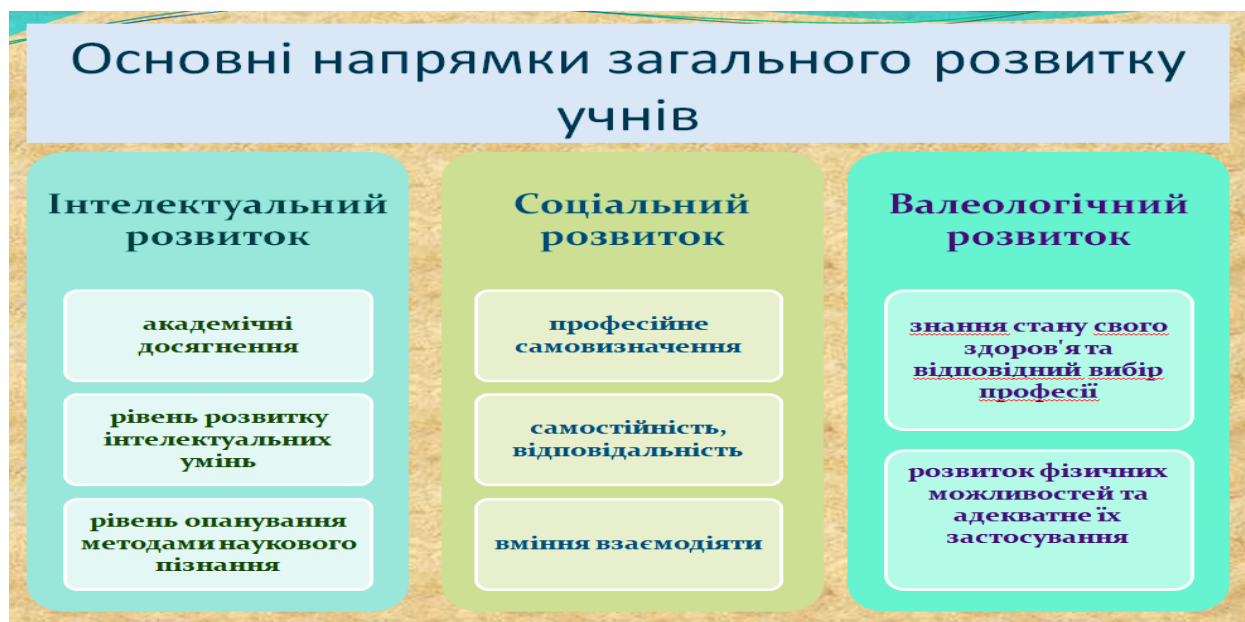 Основні напрямки загального розвитку
учнів
Інтелектуальний
розвиток
академічні
досягнення
рівень розвитку
інтелектуальних
умінь
рівень опанування
методами наукового
пізнання
Соціальний
розвиток
професійне
самовизначення
самостійність,
відповідальність
вміння взаємодіяти
Валеологічний
розвиток
знання стану свого
здоров'я та
відповідний вибір
професії
розвиток фізичних
можливостей та
адекватне їх
застосування